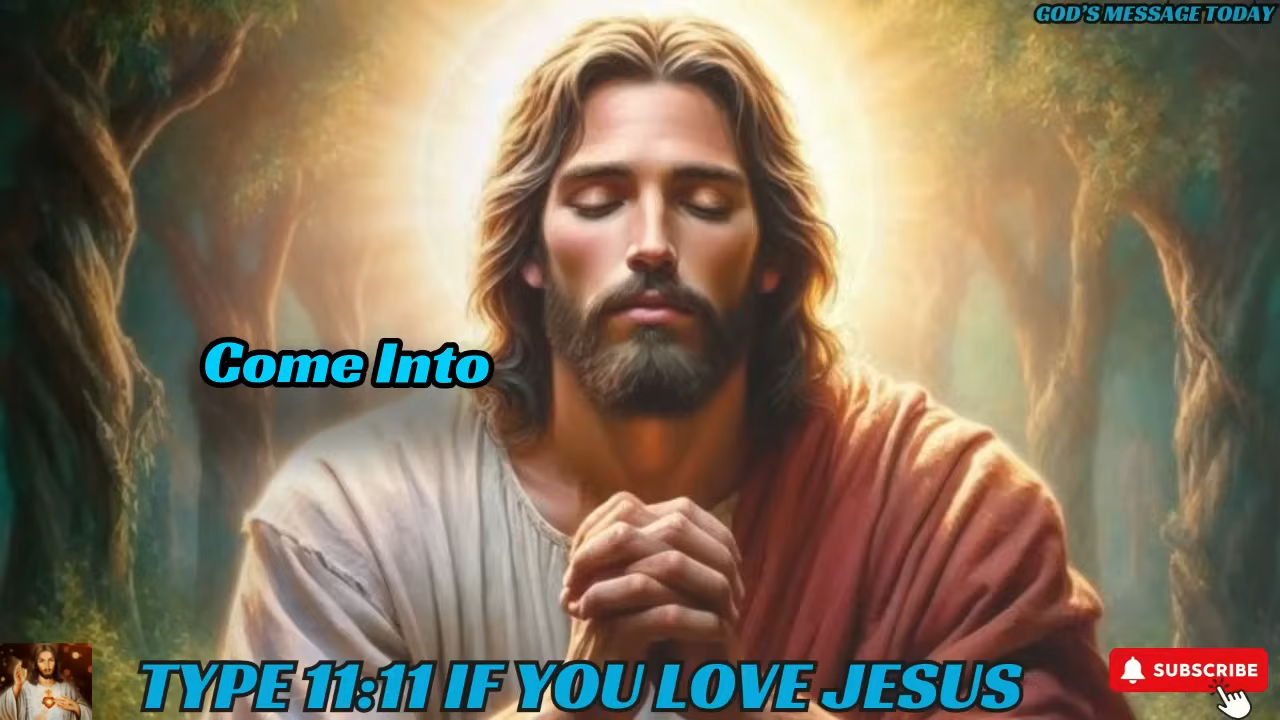 GOD'S MESSAGE TODAY
Come Into
TYPE 11:11 IF YOU LOVE JESUS
SUBSCRIBE